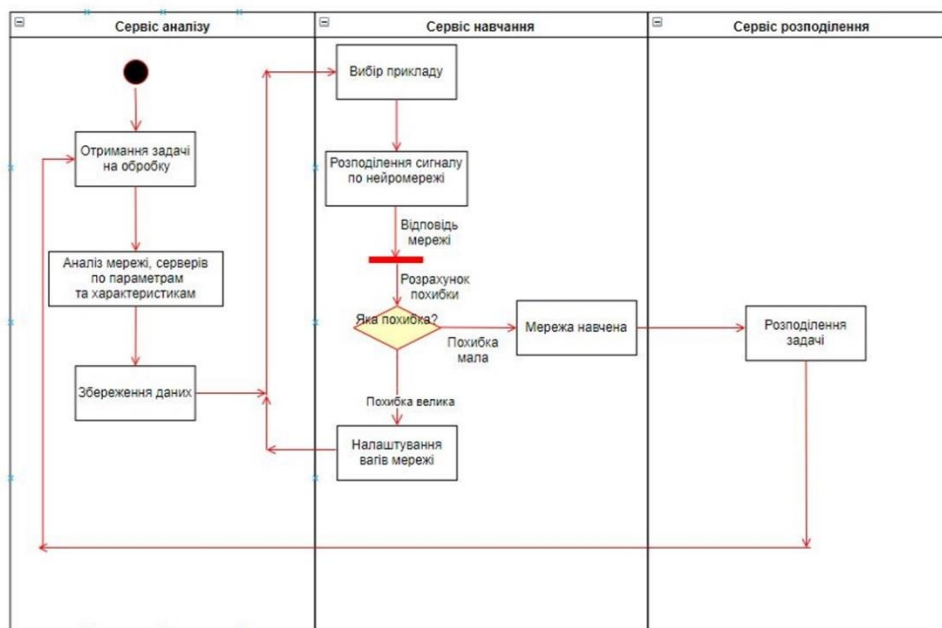 Сервіс аналізу
Сервіс навчання
Сервіс розподілення
Отримання задачі
на обробку
Аналіз мережі, серверів
по параметрам
та характеристикам
Збереження даних
Вибір прикладу
Розподілення сигналу
по нейромережі
Відповідь
мережі
Розрахунок
похибки
Яка похибка?
Похибка
мала
Похибка велика
Налаштування
вагів мережі
Мережа навчена
Розподілення
задачі